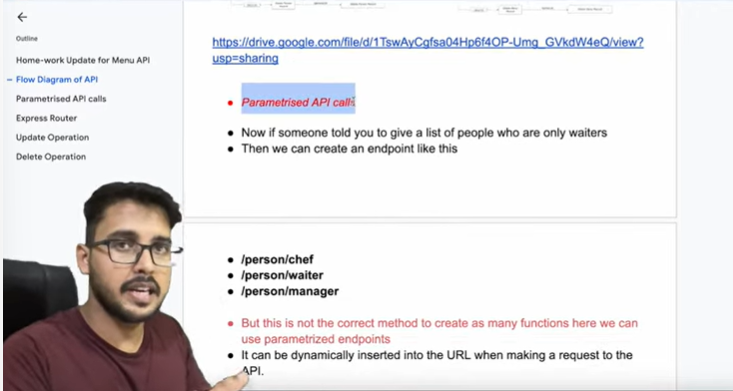 Outline
Home-work Update for Menu API
Flow Diagram of API
Parametrised API calls
Express Router
Update Operation
Delete Operation
https://drive.google.com/file/d/1TswAyCgfsa04Hp6f4OP-Umg_GVkdW4eQ/view?
usp=sharing
Parametrised API calls
Now if someone told you to give a list of people who are only waiters
Then we can create an endpoint like this
/person/chef
/person/waiter
/person/manager
But this is not the correct method to create as many functions here we can
use parametrized endpoints
It can be dynamically inserted into the URL when making a request to the
API.